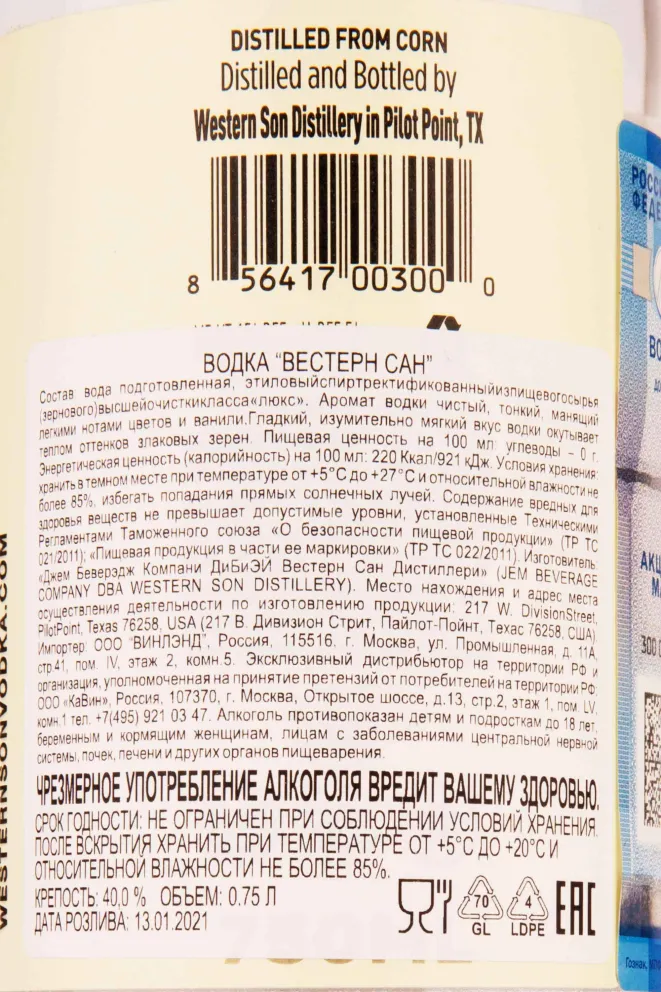 DISTILLED FROM CORN
Distilled and Bottled by
Western Son Distillery in Pilot Point, TX
8 56417 00300 0
ВОДКА "ВЕСТЕРН САН"
Состав вода подготовленная, этиловыйспиртректификованныйизпищевогосырья
(зернового)высшейочисткикласса«люкс». Аромат водки чистый, тонкий, манящий
легкими нотами цветов и ванили.Гладкий, изумительно мягкий вкус водки окутывает
теплом оттенков злаковых зерен. Пищевая ценность на 100 мл: углеводы – 0 г.
Энергетическая ценность (калорийность) на 100 мл: 220 Ккал/921 кДж. Условия хранения:
хранить в темном месте при температуре от +5°С до +27°С и относительной влажности не
более 85%, избегать попадания прямых солнечных лучей. Содержание вредных для
здоровья веществ не превышает допустимые уровни, установленные Техническими
Регламентами Таможенного союза «О безопасности пищевой продукции» (ТР ТС
021/2011); «Пищевая продукция в части ее маркировки» (ТР ТС 022/2011). Изготовитель:
«Джем Беверэдж Компани ДиБиЭЙ Вестерн Сан Дистиллери» (JEM BEVERAGE
COMPANY DBA WESTERN SON DISTILLERY). Место нахождения и адрес места
осуществления деятельности по изготовлению продукции: 217 W. DivisionStreet,
PilotPoint, Texas 76258, USA (217 В. Дивизион Стрит, Пайлот-Пойнт, Техас 76258, США).
Импортер: ООО "ВИНЛЭНД", Россия, 115516. г. Москва, ул. Промышленная, д. 11А,
стр.41, пом. IV, этаж 2, комн.5. Эксклюзивный дистрибьютор на территории РФ и
организация, уполномоченная на принятие претензий от потребителей на территории РФ:
ООО «КаВин», Россия, 107370, г. Москва, Открытое шоссе, д.13, стр.2, этаж 1, пом. LV,
комн.1 тел. +7(495) 921 03 47. Алкоголь противопоказан детям и подросткам до 18 лет,
беременным и кормящим женщинам, лицам с заболеваниями центральной нервной
системы, почек, печени и других органов пищеварения.
ЧРЕЗМЕРНОЕ УПОТРЕБЛЕНИЕ АЛКОГОЛЯ ВРЕДИТ ВАШЕМУ ЗДОРОВЬЮ.
СРОК ГОДНОСТИ: НЕ ОГРАНИЧЕН ПРИ СОБЛЮДЕНИИ УСЛОВИЙ ХРАНЕНИЯ.
ПОСЛЕ ВСКРЫТИЯ ХРАНИТЬ ПРИ ТЕМПЕРАТУРЕ ОТ +5°С ДО +20°С И
ОТНОСИТЕЛЬНОЙ ВЛАЖНОСТИ НЕ БОЛЕЕ 85%.
КРЕПОСТЬ: 40,0 % ОБЪЕМ: 0.75 Л
ДАТА РОЗЛИВА: 13.01.2021
70
GL
4
LDPE
EAC
750ML
WESTERNSONVODKA.COM
РОСС
ФЕДЕ
ВО
АКЦ
М
300
Гознак,